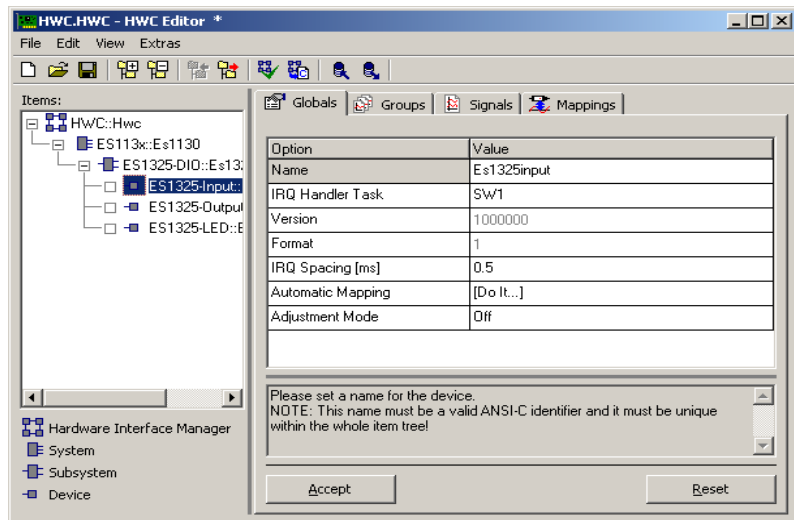 HWC.HWC - HWC Editor *
File Edit View Extras
Items:
HWC::Hwc
ES113x::Es1130
ES1325-DIO::Es13
ES1325-Input::
ES1325-Output
ES1325-LED::E
Hardware Interface Manager
System
Subsystem
Device
Globals Groups Signals Mappings
Option Value
Name Es1325input
IRQ Handler Task SW1
Version 1000000
Format 1
IRQ Spacing [ms] 0.5
Automatic Mapping [Do It...]
Adjustment Mode Off
Please set a name for the device.
NOTE: This name must be a valid ANSI-C identifier and it must be unique
within the whole item tree!
Accept Reset